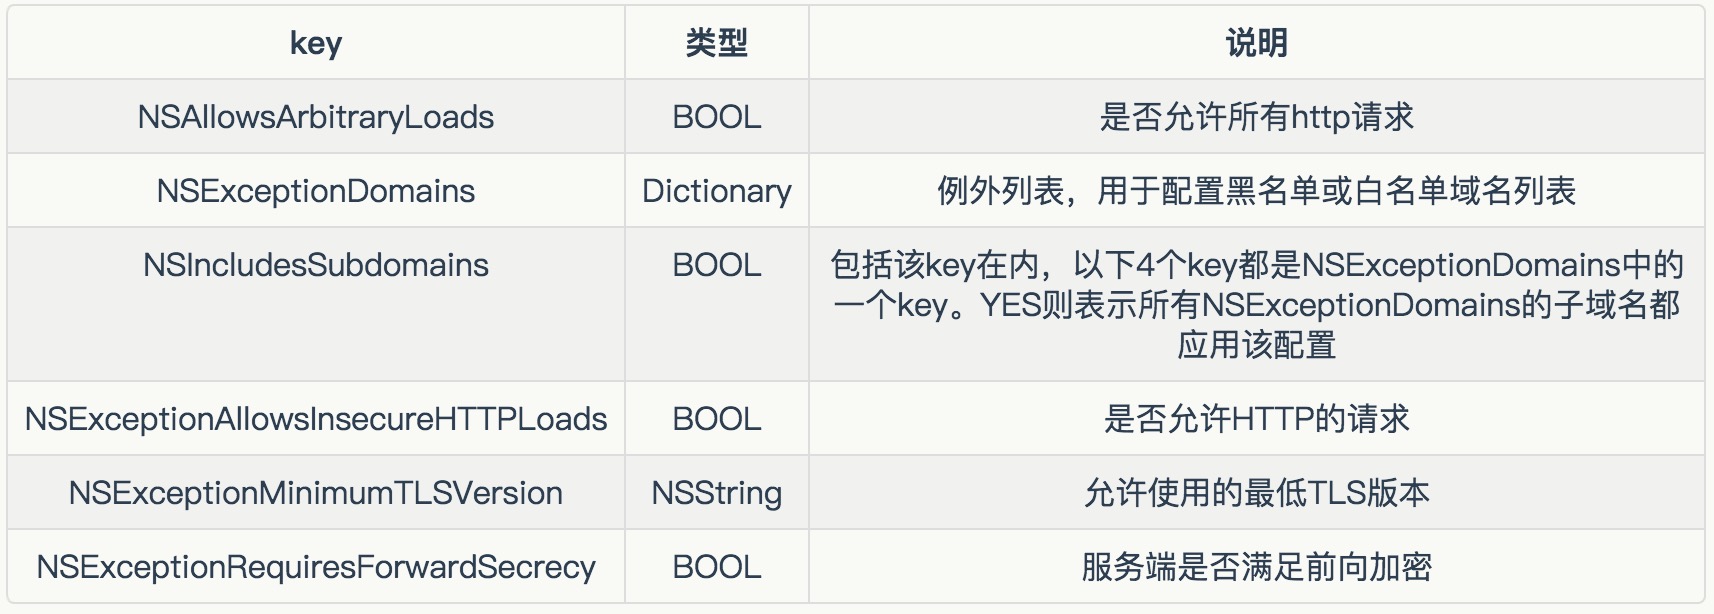 key 类型 说明
NSAllowsArbitraryLoads BOOL 是否允许所有http请求
NSExceptionDomains Dictionary 例外列表，用于配置黑名单或白名单域名列表
NSIncludesSubdomains BOOL 包括该key在内，以下4个key都是NSExceptionDomains中的
一个key。YES则表示所有NSExceptionDomains的子域名都
应用该配置
NSExceptionAllowsInsecureHTTPLoads BOOL 是否允许HTTP的请求
NSExceptionMinimumTLSVersion NSString 允许使用的最低TLS版本
NSExceptionRequiresForwardSecrecy BOOL 服务端是否满足前向加密